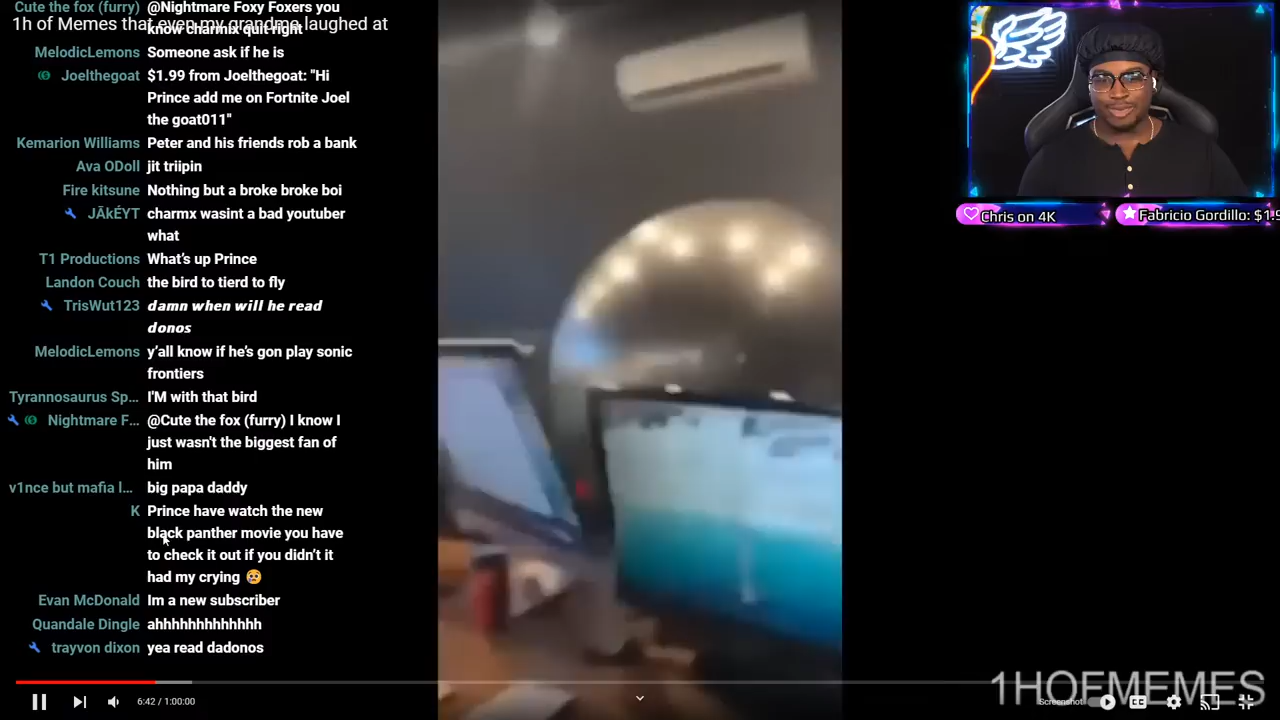 Cute the fox (furry) @Nightmare Foxy Foxers you
1h of Memes that even my grandma laughed at
know charmix quit right
MelodicLemons Someone ask if he is
Joelthegoat $1.99 from Joelthegoat: "Hi
Prince add me on Fortnite Joel
the goat011"
Kemarion Williams Peter and his friends rob a bank
Ava ODoll jit triipin
Fire kitsune Nothing but a broke broke boi
JÃkÉYT charmx wasint a bad youtuber
what
T1 Productions What's up Prince
Landon Couch the bird to tierd to fly
TrisWut123 damn when will he read
donos
MelodicLemons y'all know if he's gon play sonic
frontiers
Tyrannosaurus Sp... I'M with that bird
Nightmare F... @Cute the fox (furry) I know I
just wasn't the biggest fan of
him
v1nce but mafia l... big papa daddy
K Prince have watch the new
black panther movie you have
to check it out if you didn't it
had my crying 🥺
Evan McDonald Im a new subscriber
Quandale Dingle ahhhhhhhhhhhhh
trayvon dixon yea read dadonos
6:42 / 1:00:00
Chris on 4K
Fabricio Gordillo: $1.9
1HOFMEMES
Screenshot
CC